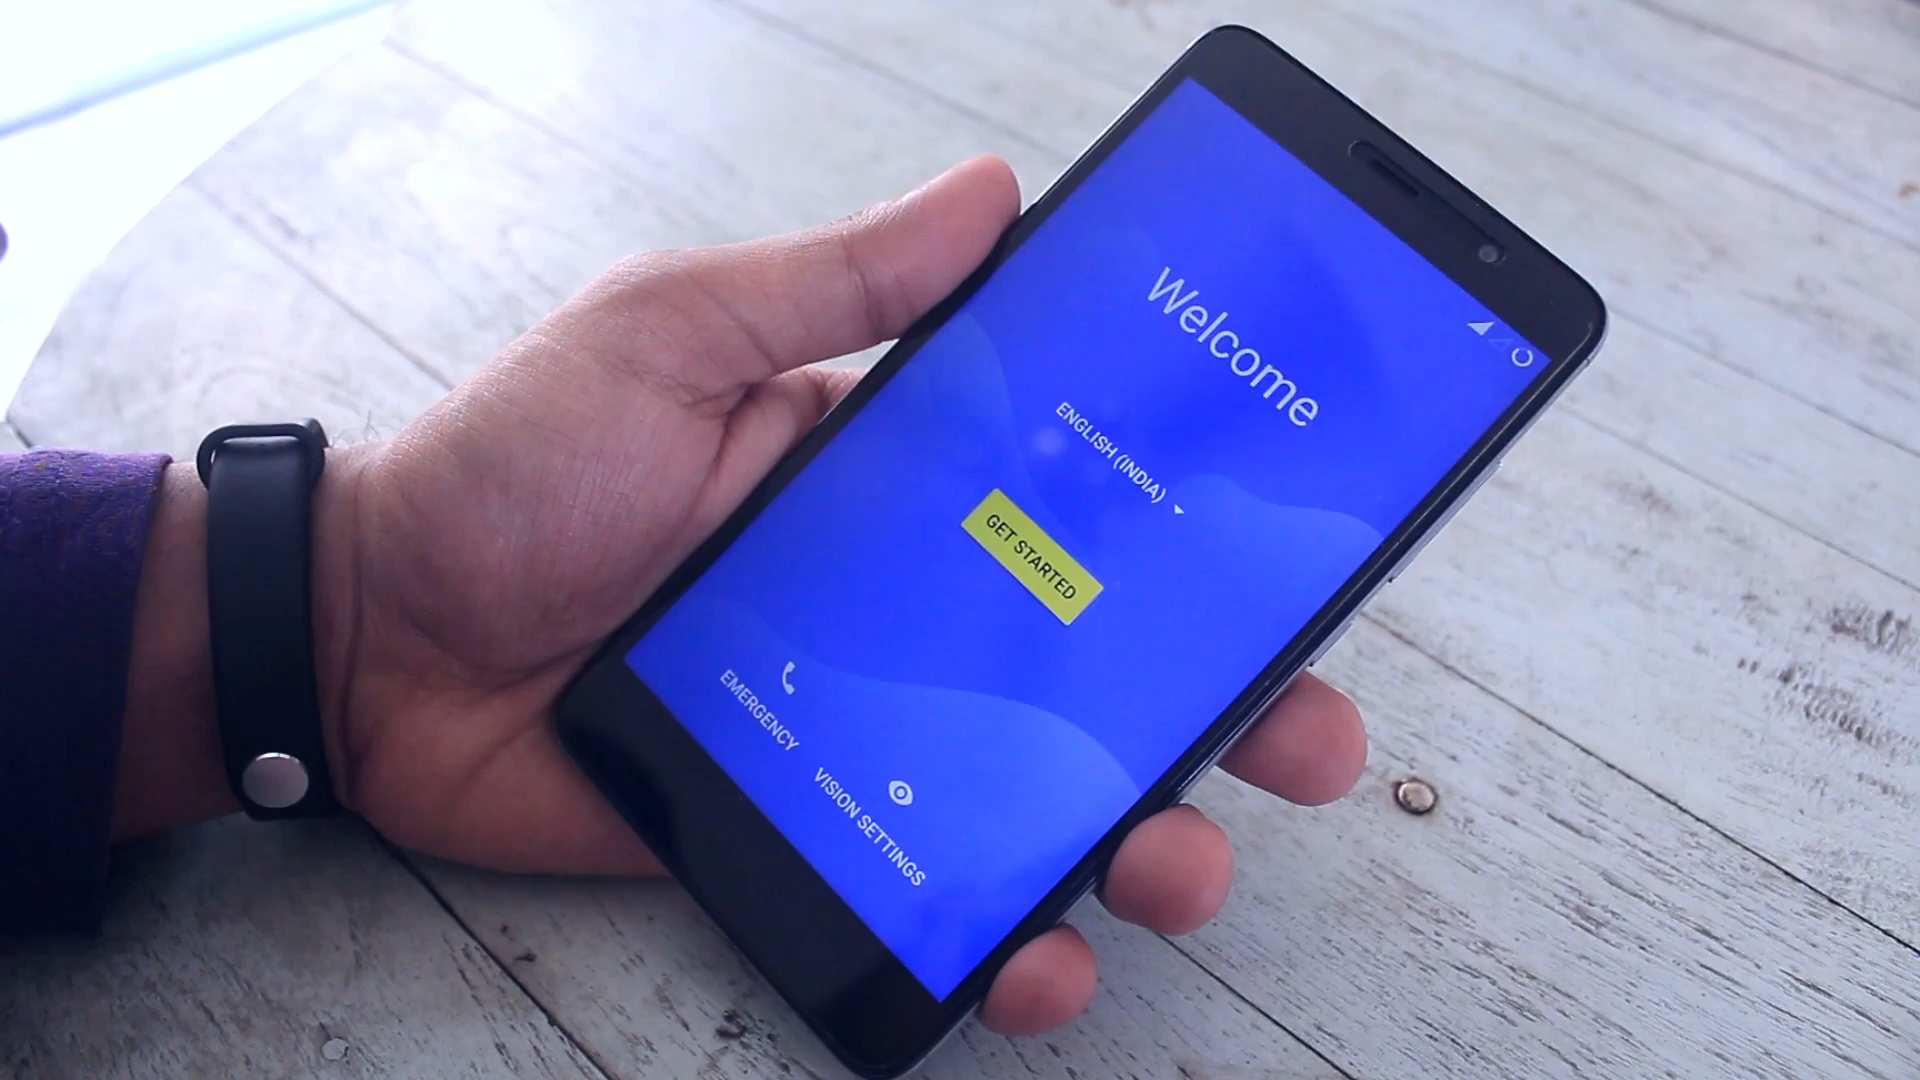 Welcome
ENGLISH (INDIA)
GET STARTED
EMERGENCY
VISION SETTINGS